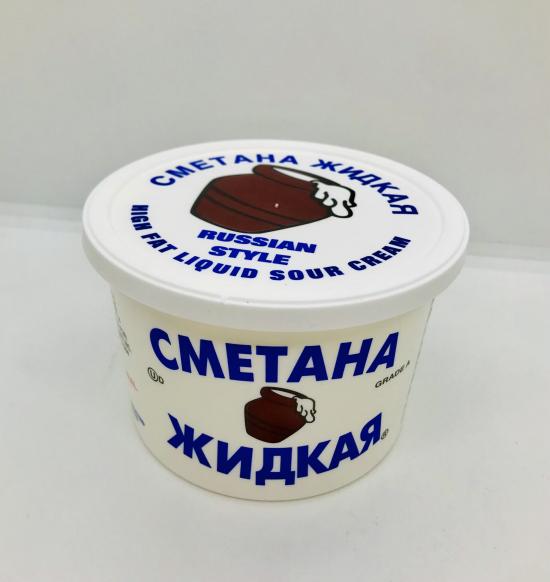 СМЕТАНА ЖИДКАЯ
RUSSIAN
STYLE
HIGH FAT LIQUID SOUR CREAM
СМЕТАНА
Ⓤ D
GRADE A
ЖИДКАЯ®